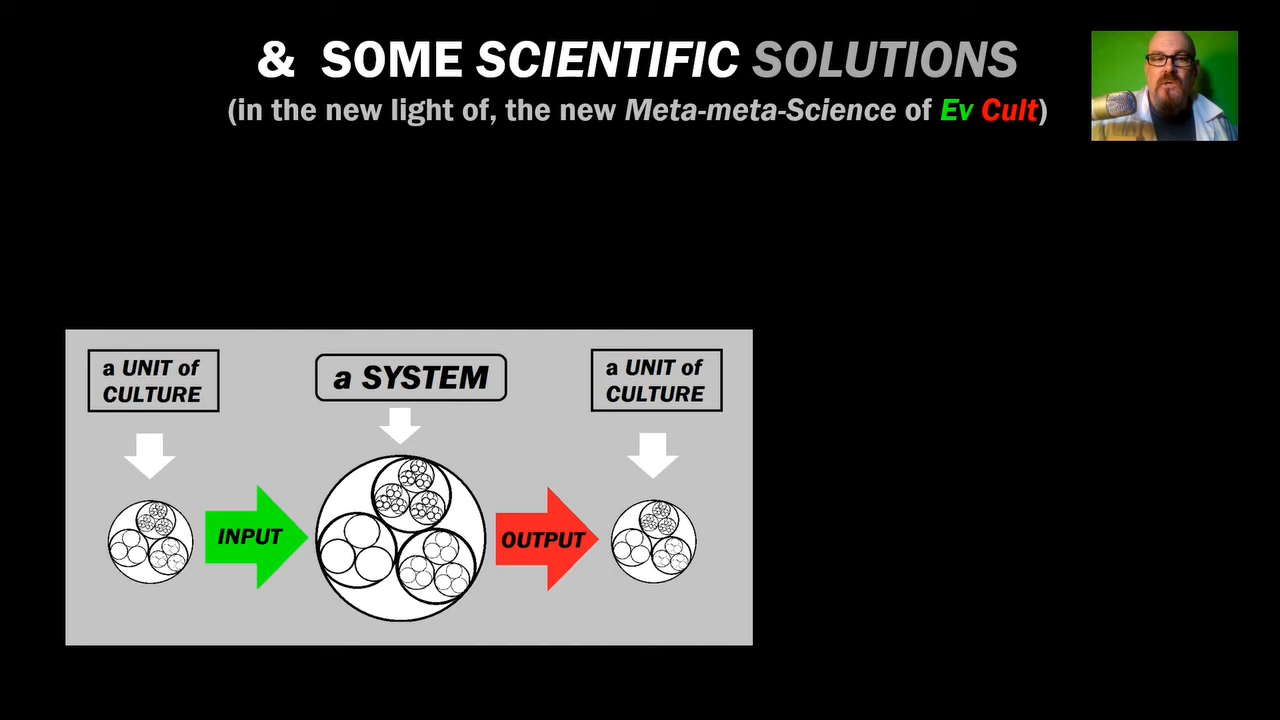 & SOME SCIENTIFIC SOLUTIONS
(in the new light of, the new Meta-meta-Science of Ev Cult)
a UNIT of
CULTURE
a SYSTEM
a UNIT of
CULTURE
INPUT
OUTPUT